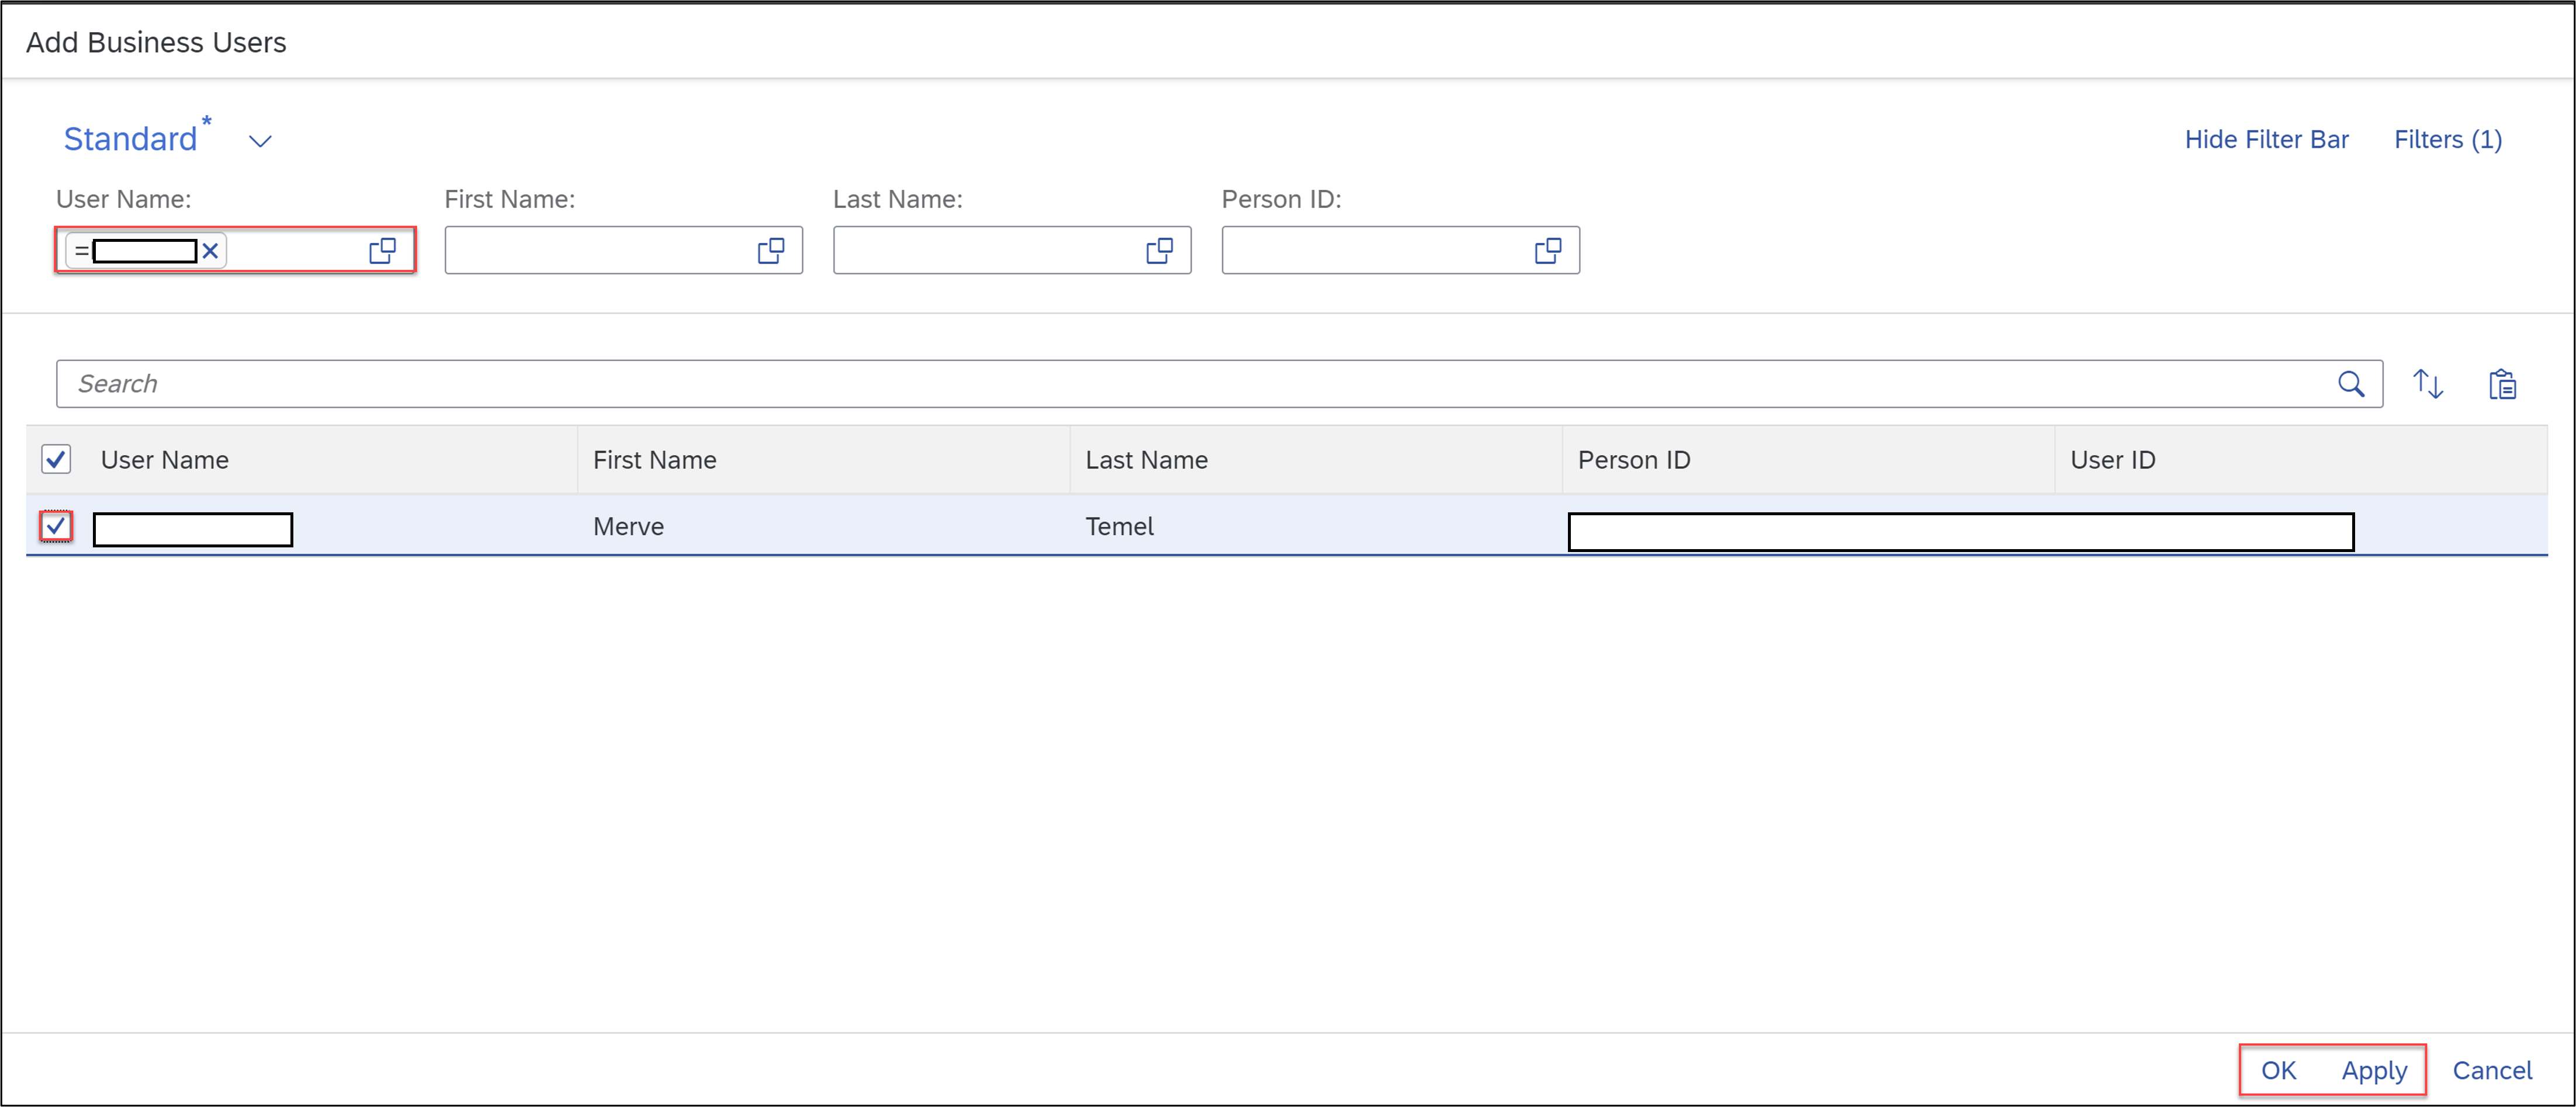 Add Business Users
Standard* Hide Filter Bar Filters (1)
User Name: First Name: Last Name: Person ID:
=
Search
User Name First Name Last Name Person ID User ID
Merve Temel
OK Apply Cancel